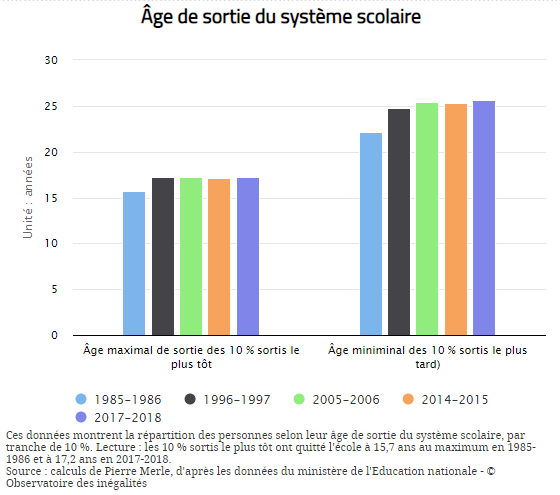 Âge de sortie du système scolaire
30
25
20
15
10
5
0
Unité : années
Âge maximal de sortie des 10 % sortis le
plus tôt
Âge miniminal des 10 % sortis le plus
tard)
1985-1986
1996-1997
2005-2006
2014-2015
2017-2018
Ces données montrent la répartition des personnes selon leur âge de sortie du système scolaire, par
tranche de 10 %. Lecture : les 10 % sortis le plus tôt ont quitté l'école à 15,7 ans au maximum en 1985-
1986 et à 17,2 ans en 2017-2018.
Source : calculs de Pierre Merle, d'après les données du ministère de l'Education nationale - ©
Observatoire des inégalités